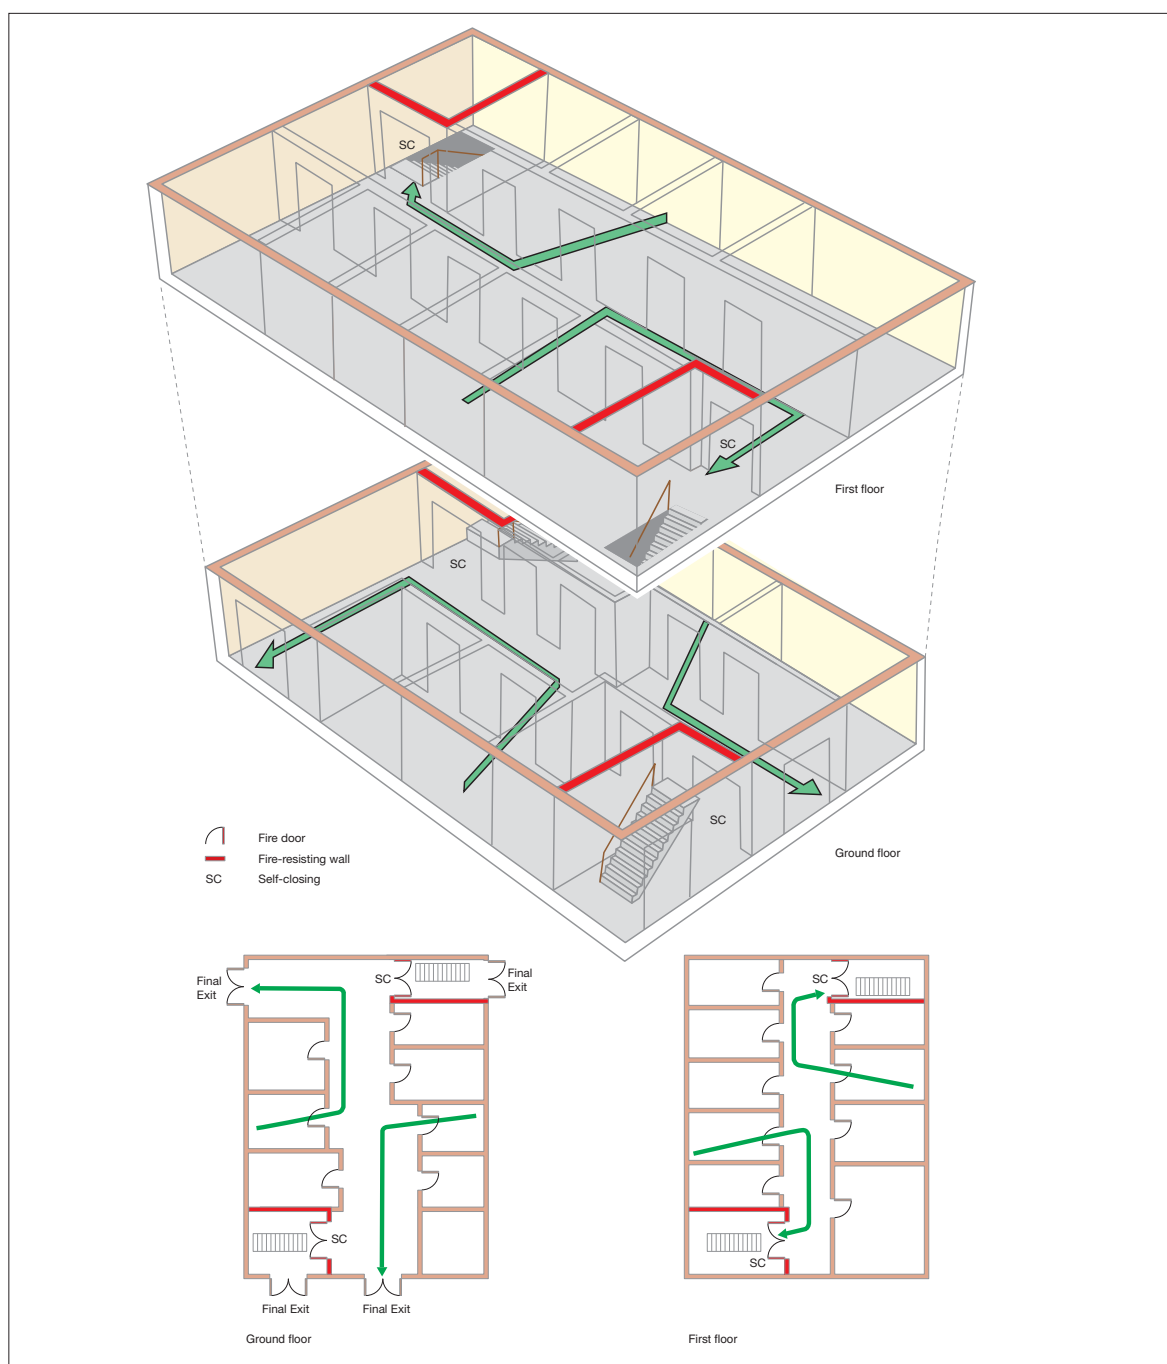 SC
SC
First floor
SC
SC
Ground floor
Fire door
Fire-resisting wall
SC
Self-closing
Final
Exit
SC
Final
Exit
SC
Final Exit
Final Exit
Ground floor
SC
SC
First floor